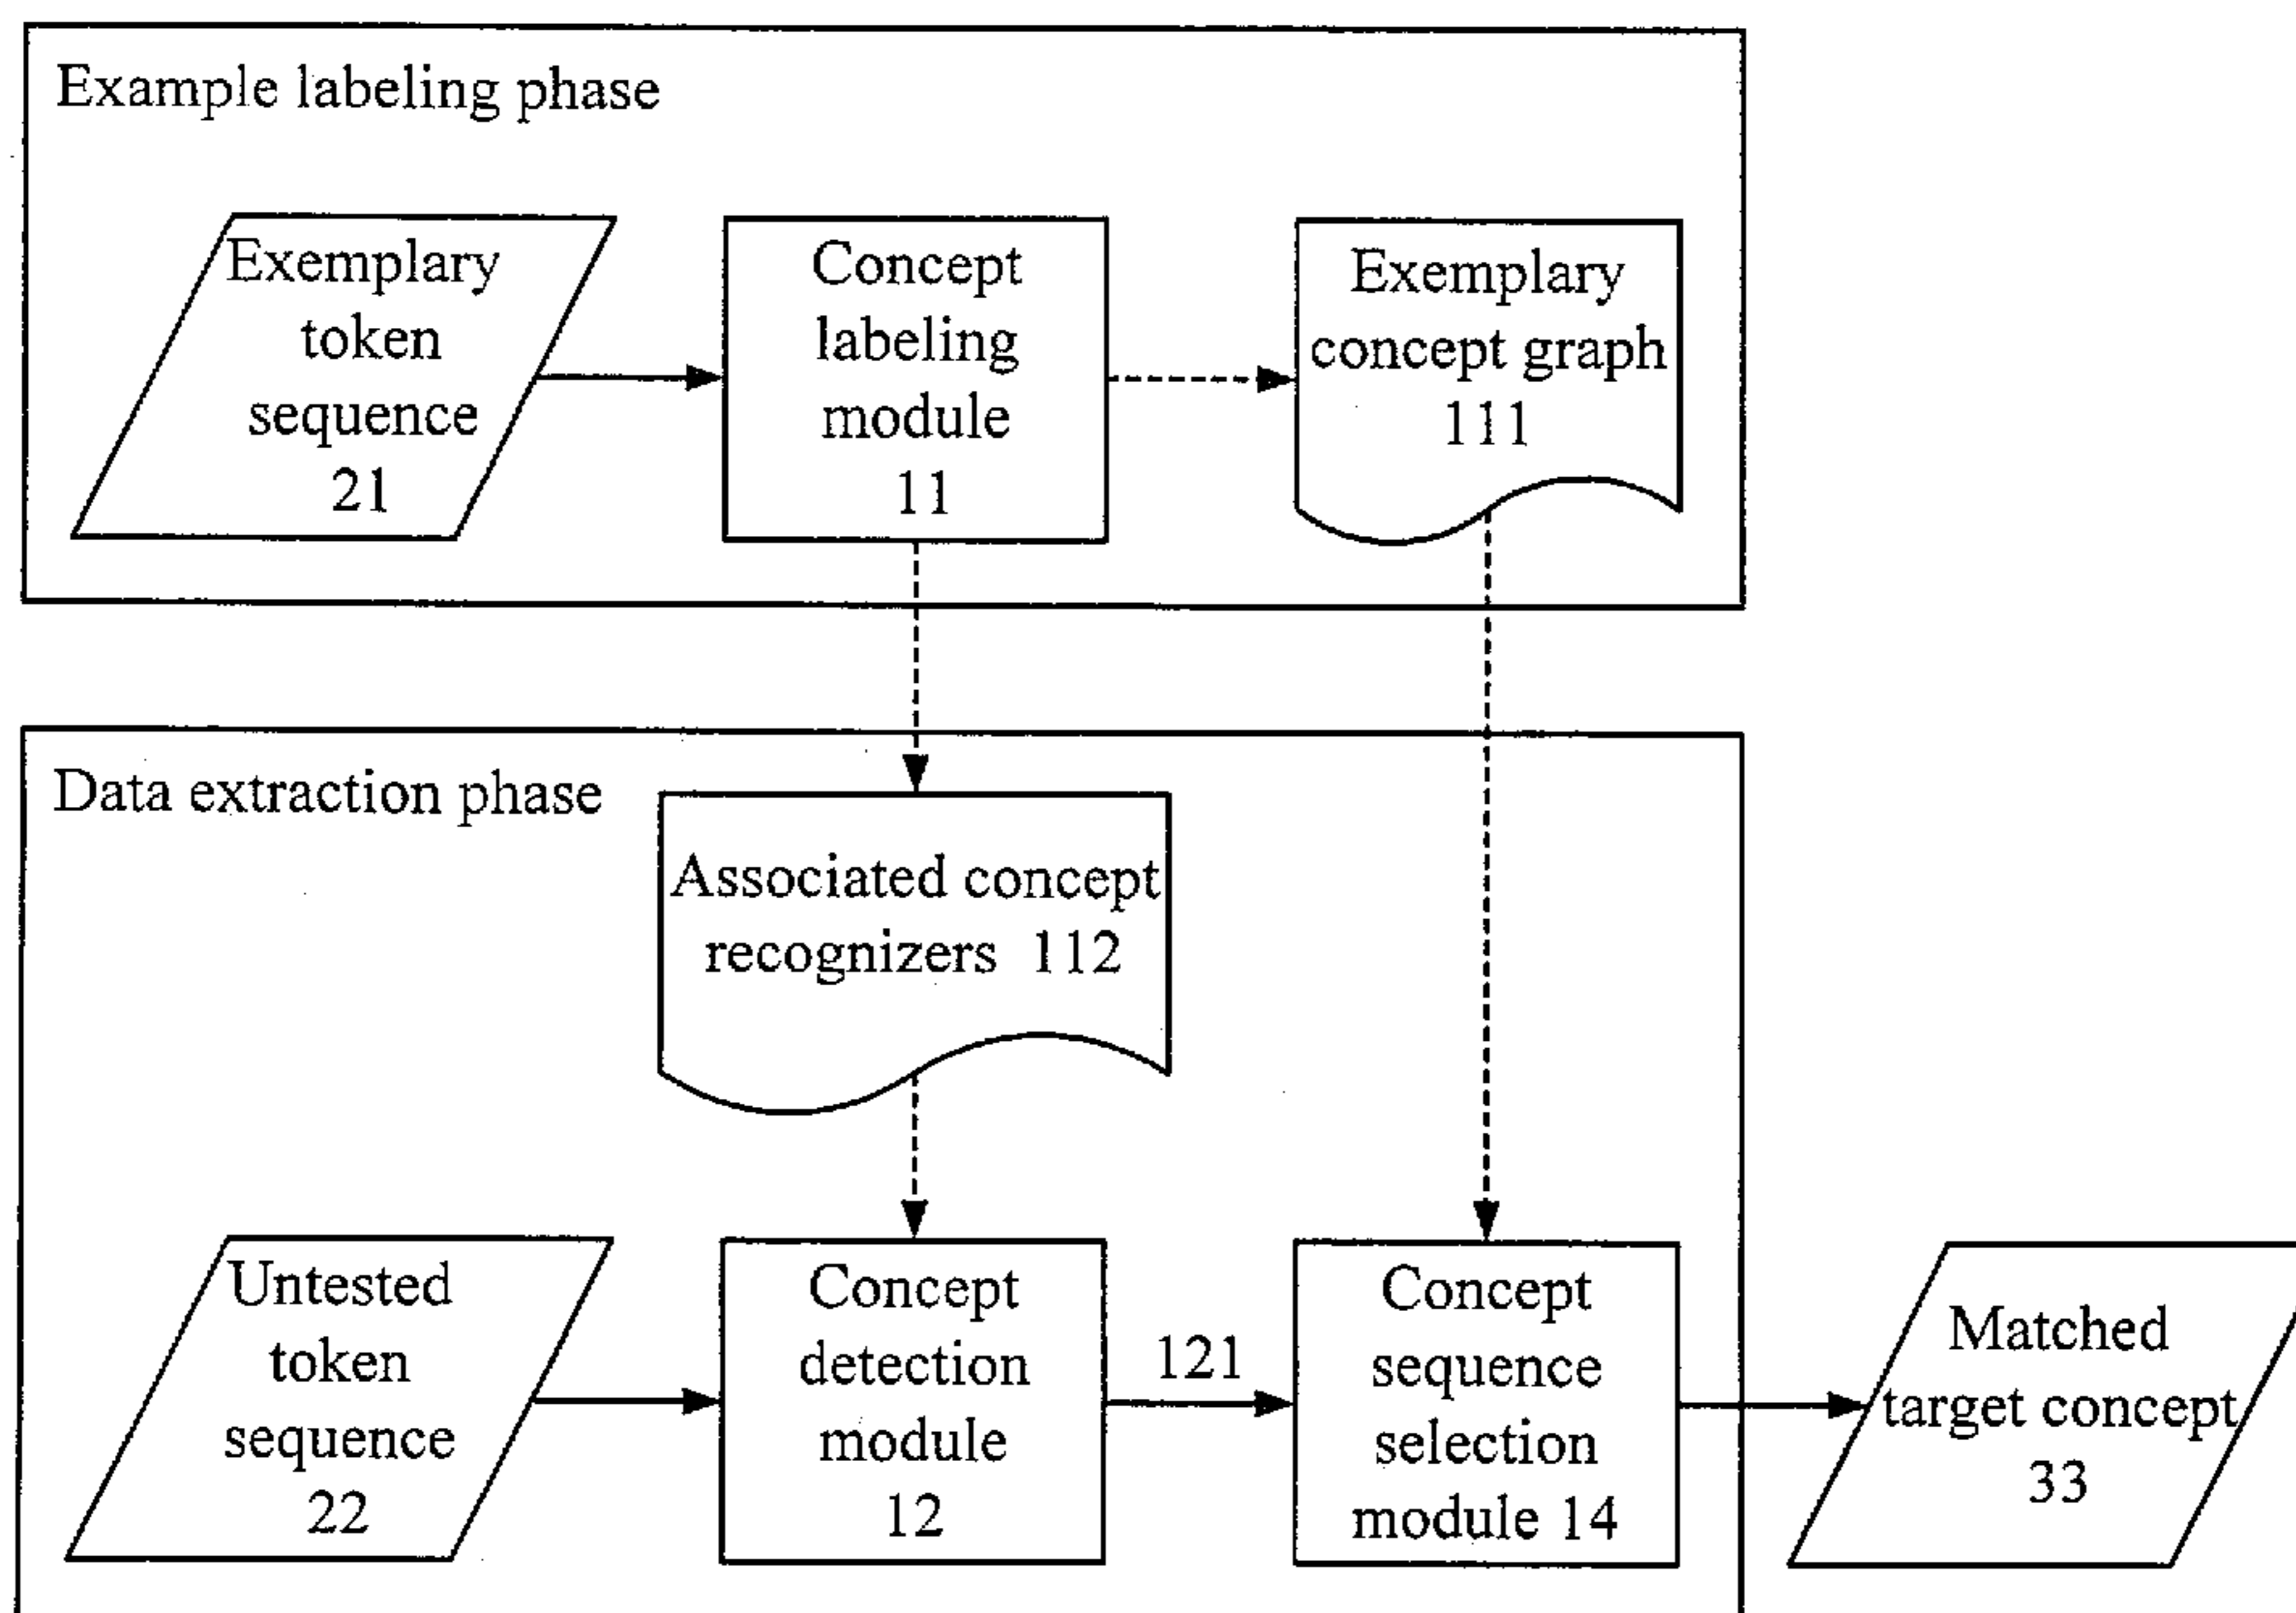 Example labeling phase
Exemplary
token
sequence
21
Concept
labeling
module
11
Exemplary
concept graph
111
Data extraction phase
Associated concept
recognizers 112
Untested
token
sequence
22
Concept
detection
module
12
121
Concept
sequence
selection
module 14
Matched
target concept
33